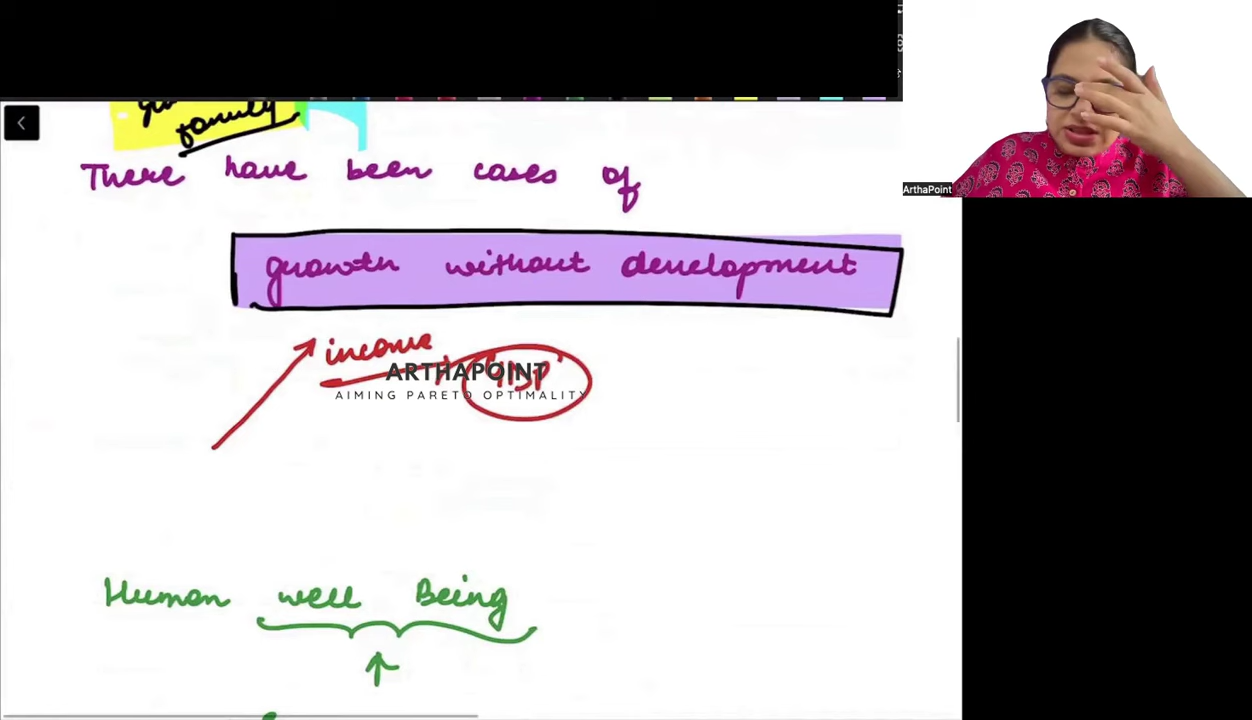 family
There have been cases of
growth without development
income
ARTHAPOINT
AIMING PARETO OPTIMALITY
Human well Being
ArthaPoint